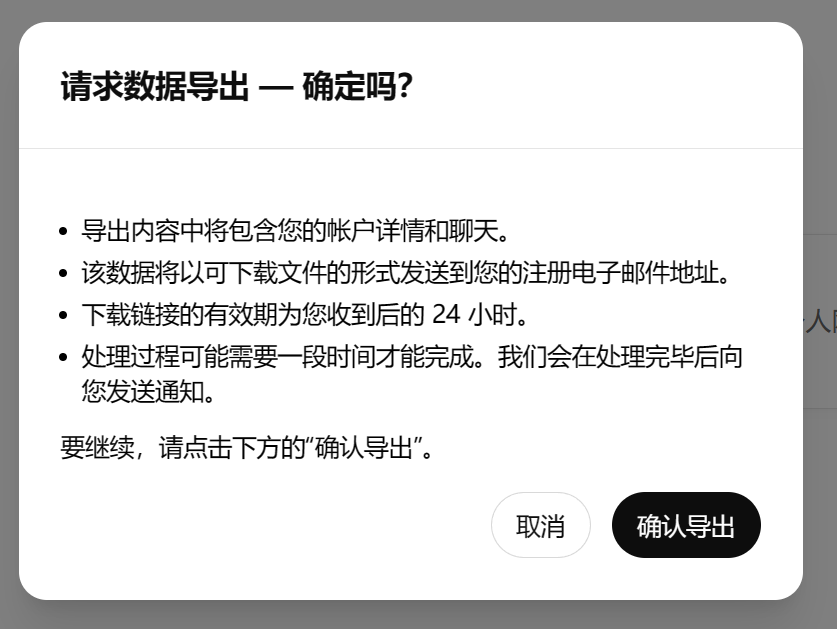 请求数据导出 — 确定吗?
导出内容中将包含您的帐户详情和聊天。
该数据将以可下载文件的形式发送到您的注册电子邮件地址。
下载链接的有效期为您收到后的 24 小时。
处理过程可能需要一段时间才能完成。我们会在处理完毕后向
您发送通知。
要继续，请点击下方的“确认导出”。
取消
确认导出